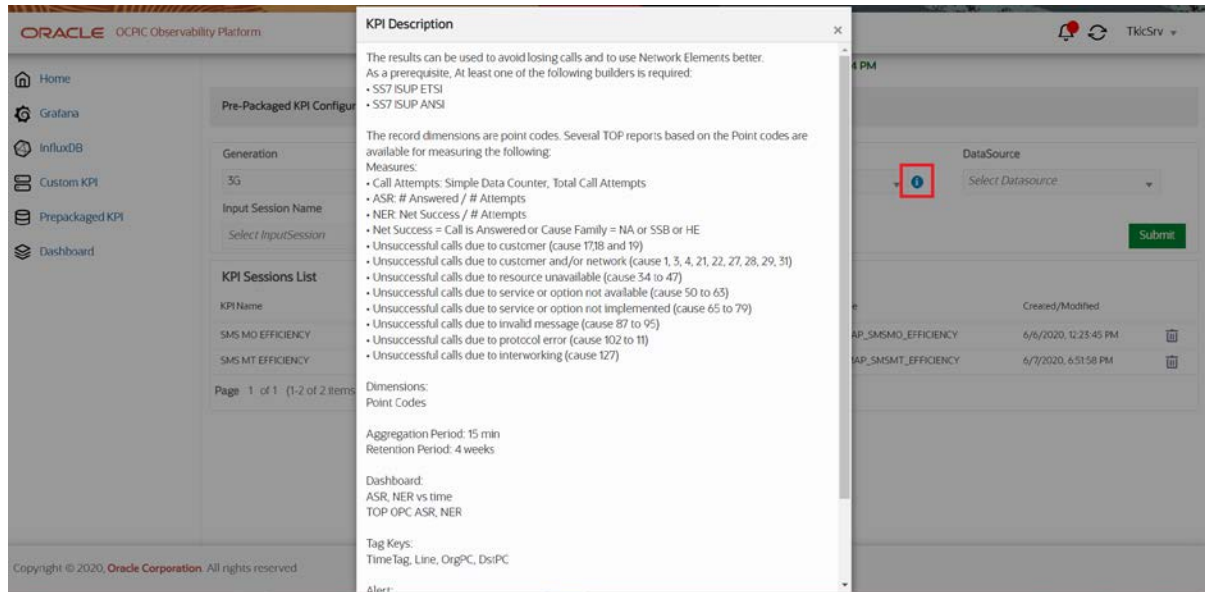 ORACLE OCPIC Observability Platform
TkicSrv
Home
Grafana
InfluxDB
Custom KPI
Prepackaged KPI
Dashboard
4 PM
Pre-Packaged KPI Configur
Generation
3G
Input Session Name
Select InputSession
DataSource
Select Datasource
Submit
KPI Sessions List
KPI Name
e
Created/Modified
SMS MO EFFICIENCY
AP_SMSMO_EFFICIENCY
6/6/2020, 12:23:45 PM
SMS MT EFFICIENCY
AP_SMSMT_EFFICIENCY
6/7/2020, 6:51:58 PM
Page 1 of 1 (1-2 of 2 items
KPI Description
×
The results can be used to avoid losing calls and to use Network Elements better.
As a prerequisite, At least one of the following builders is required:
• SS7 ISUP ETSI
• SS7 ISUP ANSI
The record dimensions are point codes. Several TOP reports based on the Point codes are
available for measuring the following:
Measures:
• Call Attempts: Simple Data Counter, Total Call Attempts
• ASR: # Answered / # Attempts
• NER: Net Success / # Attempts
• Net Success = Call is Answered or Cause Family = NA or SSB or HE
• Unsuccessful calls due to customer (cause 17,18 and 19)
• Unsuccessful calls due to customer and/or network (cause 1, 3, 4, 21, 22, 27, 28, 29, 31)
• Unsuccessful calls due to resource unavailable (cause 34 to 47)
• Unsuccessful calls due to service or option not available (cause 50 to 63)
• Unsuccessful calls due to service or option not implemented (cause 65 to 79)
• Unsuccessful calls due to invalid message (cause 87 to 95)
• Unsuccessful calls due to protocol error (cause 102 to 11)
• Unsuccessful calls due to interworking (cause 127)
Dimensions:
Point Codes
Aggregation Period: 15 min
Retention Period: 4 weeks
Dashboard:
ASR, NER vs time
TOP OPC ASR, NER
Tag Keys:
TimeTag, Line, OrgPC, DstPC
Alert:
Copyright © 2020, Oracle Corporation. All rights reserved